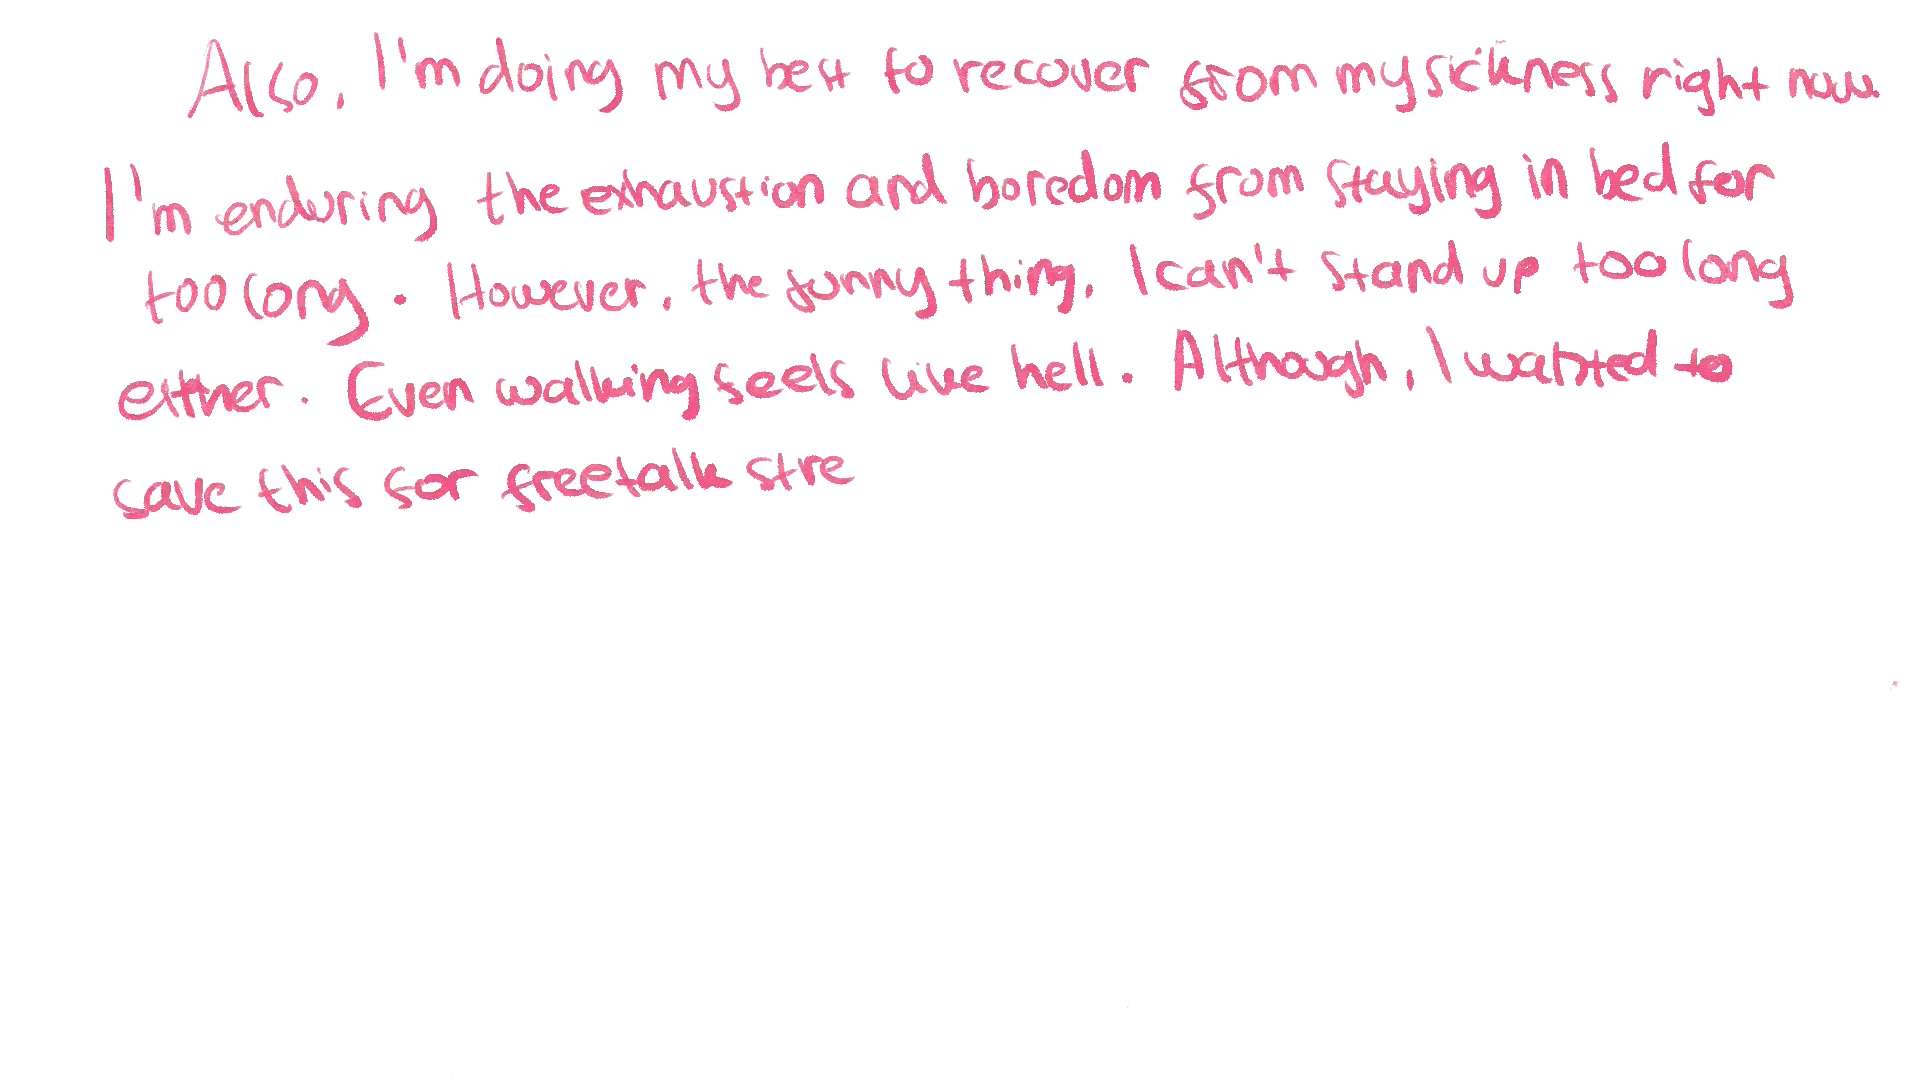 Also, I'm doing my best to recover from my sickness right now.
I'm enduring the exhaustion and boredom from staying in bed for
too long. However, the funny thing, I can't stand up too long
either. Even walking feels like hell. Although, I wanted to
save this for freetalk stre